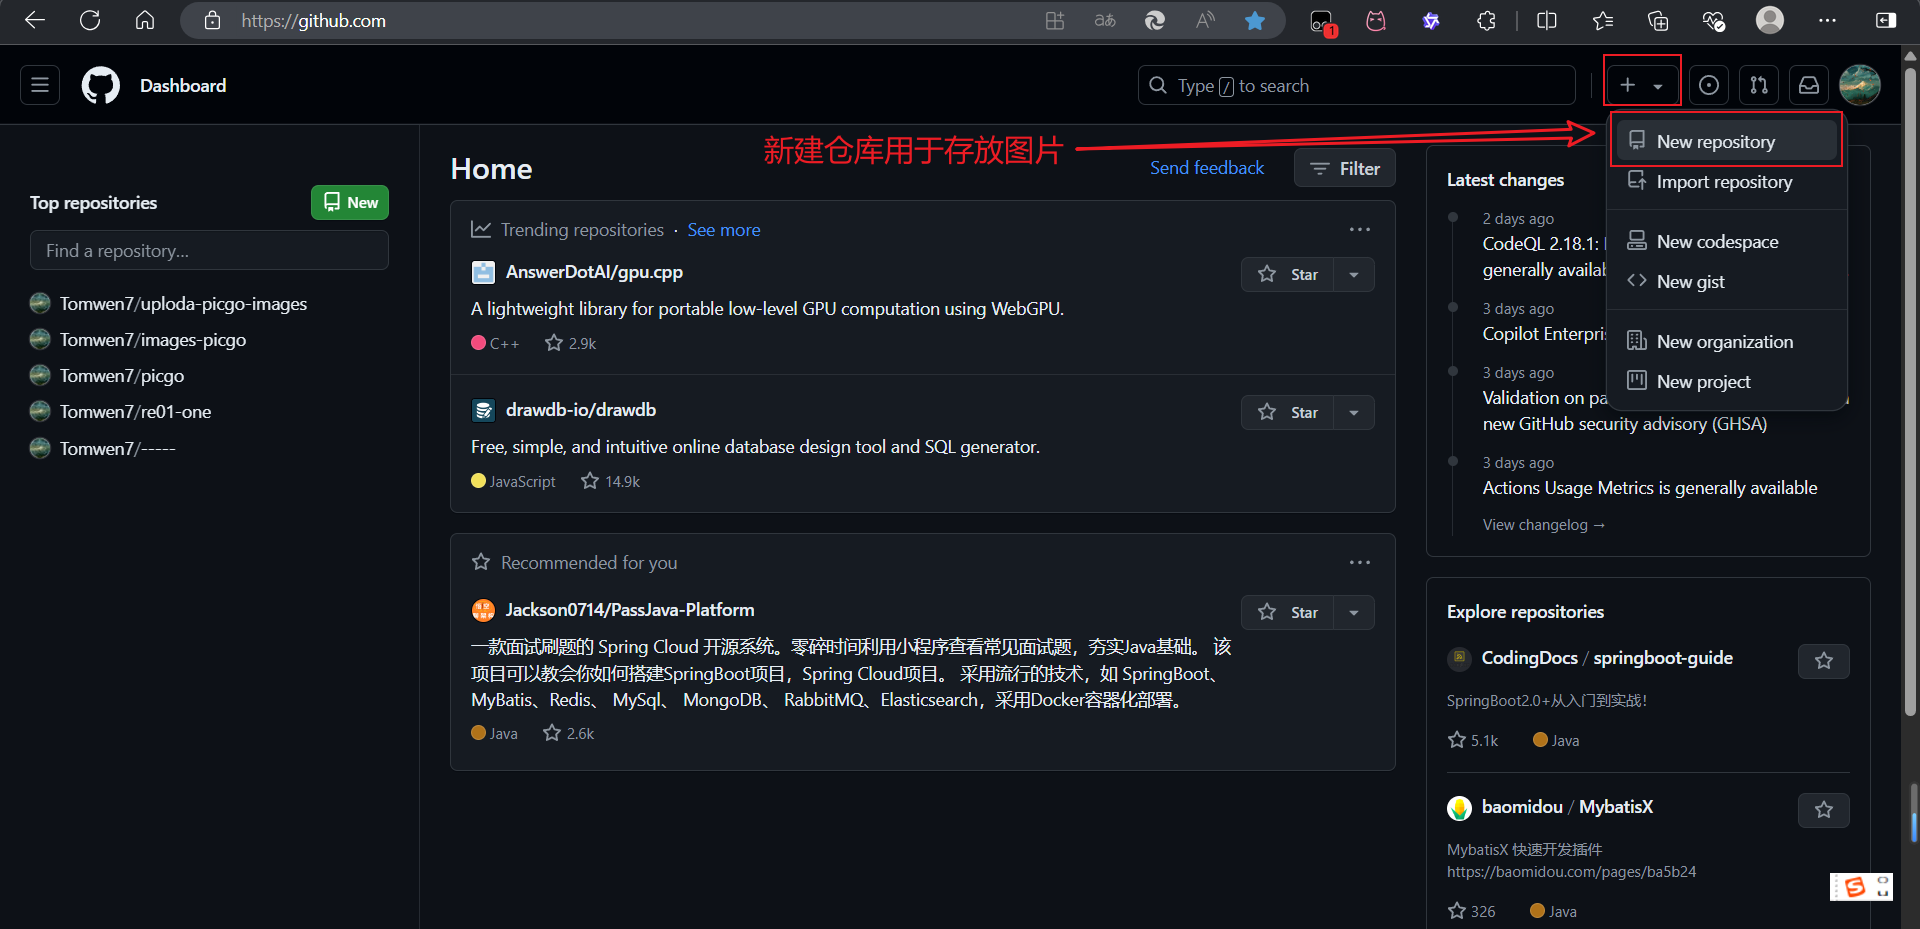 https://github.com
1
Dashboard
Type / to search
新建仓库用于存放图片
New repository
Import repository
New codespace
New gist
New organization
New project
Top repositories
New
Find a repository...
Tomwen7/uploda-picgo-images
Tomwen7/images-picgo
Tomwen7/picgo
Tomwen7/re01-one
Tomwen7/-----
Home
Send feedback
Filter
Trending repositories · See more
AnswerDotAI/gpu.cpp
Star
A lightweight library for portable low-level GPU computation using WebGPU.
C++ 2.9k
drawdb-io/drawdb
Star
Free, simple, and intuitive online database design tool and SQL generator.
JavaScript 14.9k
Recommended for you
Jackson0714/PassJava-Platform
Star
一款面试刷题的 Spring Cloud 开源系统。零碎时间利用小程序查看常见面试题，夯实Java基础。 该
项目可以教会你如何搭建SpringBoot项目，Spring Cloud项目。 采用流行的技术，如 SpringBoot、
MyBatis、Redis、 MySql、 MongoDB、 RabbitMQ、Elasticsearch，采用Docker容器化部署。
Java 2.6k
Latest changes
2 days ago
CodeQL 2.18.1:
generally availab
3 days ago
Copilot Enterpri
3 days ago
Validation on pa
new GitHub security advisory (GHSA)
3 days ago
Actions Usage Metrics is generally available
View changelog →
Explore repositories
CodingDocs / springboot-guide
SpringBoot2.0+从入门到实战！
5.1k Java
baomidou / MybatisX
MybatisX 快速开发插件
https://baomidou.com/pages/ba5b24
326 Java